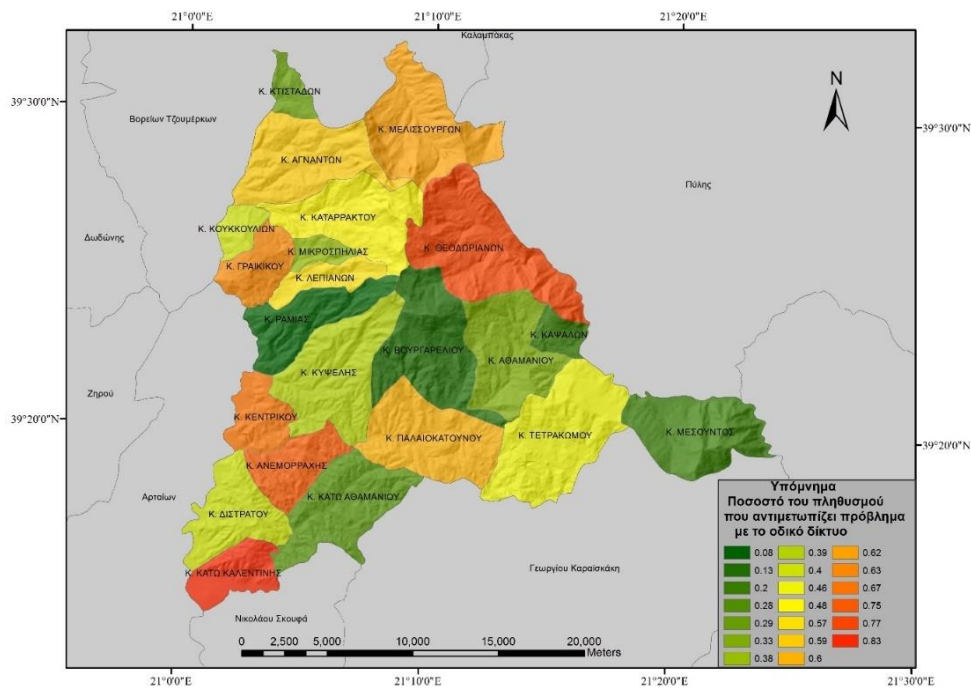 21°0'0"E 21°10'0"E 21°20'0"E
Καλαμπάκας
39°30'0"N
N
Κ. ΚΤΙΣΤΑΔΩΝ
Βορείων Τζουμέρκων
Κ. ΜΕΛΙΣΣΟΥΡΓΩΝ
39°30'0"N
Κ. ΑΓΝΑΝΤΩΝ
Πύλης
Κ. ΚΑΤΑΡΡΑΚΤΟΥ
Κ. ΚΟΥΚΚΟΥΛΙΩΝ
Δωδώνης
Κ. ΜΙΚΡΟΣΠΗΛΙΑΣ
Κ. ΘΕΟΔΩΡΙΑΝΩΝ
Κ. ΓΡΑΙΚΙΚΟΥ
Κ. ΛΕΠΙΑΝΩΝ
Κ. ΡΑΜΙΑΣ
Κ. ΚΑΨΑΛΩΝ
Κ. ΒΟΥΡΓΑΡΕΛΙΟΥ
Κ. ΑΘΑΜΑΝΙΟΥ
Κ. ΚΥΨΕΛΗΣ
Ζηρού
39°20'0"N
Κ. ΚΕΝΤΡΙΚΟΥ
Κ. ΠΑΛΑΙΟΚΑΤΟΥΝΟΥ
Κ. ΤΕΤΡΑΚΩΜΟΥ
Κ. ΜΕΣΟΥΝΤΟΣ
39°20'0"N
Κ. ΑΝΕΜΟΡΡΑΧΗΣ
Αρταίων
Κ. ΚΑΤΩ ΑΘΑΜΑΝΙΟΥ
Κ. ΔΙΣΤΡΑΤΟΥ
Κ. ΚΑΤΩ ΚΑΛΕΝΤΙΝΗΣ
Γεωργίου Καραϊσκάκη
Νικολάου Σκουφά
Υπόμνημα
Ποσοστό του πληθυσμού
που αντιμετωπίζει πρόβλημα
με το οδικό δίκτυο
0.08 0.39 0.62
0.13 0.4 0.63
0.2 0.46 0.67
0.28 0.48 0.75
0.29 0.57 0.77
0.33 0.59 0.83
0.38 0.6
0 2,500 5,000 10,000 15,000 20,000
Meters
21°0'0"E 21°10'0"E 21°20'0"E 21°30'0"E